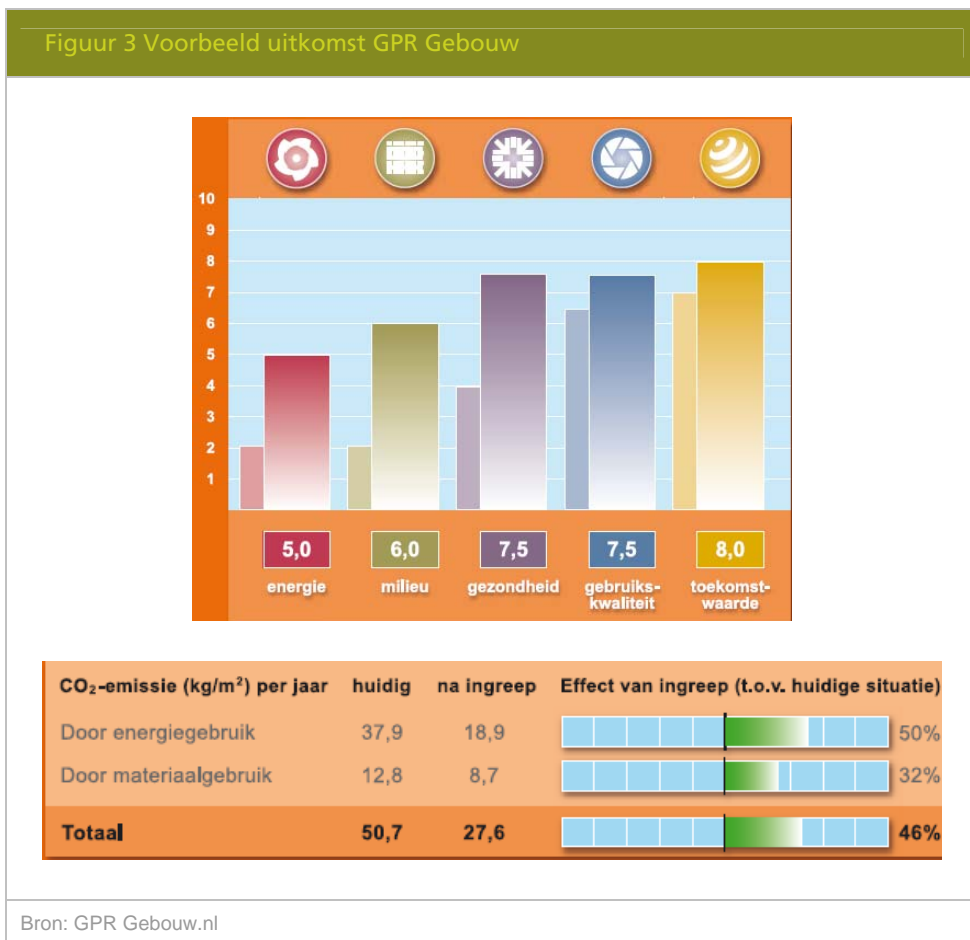 Figuur 3 Voorbeeld uitkomst GPR Gebouw
10
9
8
7
6
5
4
3
2
1
5,0 6,0 7,5 7,5 8,0
energie milieu gezondheid gebruiks- toekomst-
kwaliteit waarde
CO₂-emissie (kg/m²) per jaar huidig na ingreep Effect van ingreep (t.o.v. huidige situatie)
Door energiegebruik 37,9 18,9 50%
Door materiaalgebruik 12,8 8,7 32%
Totaal 50,7 27,6 46%
Bron: GPR Gebouw.nl